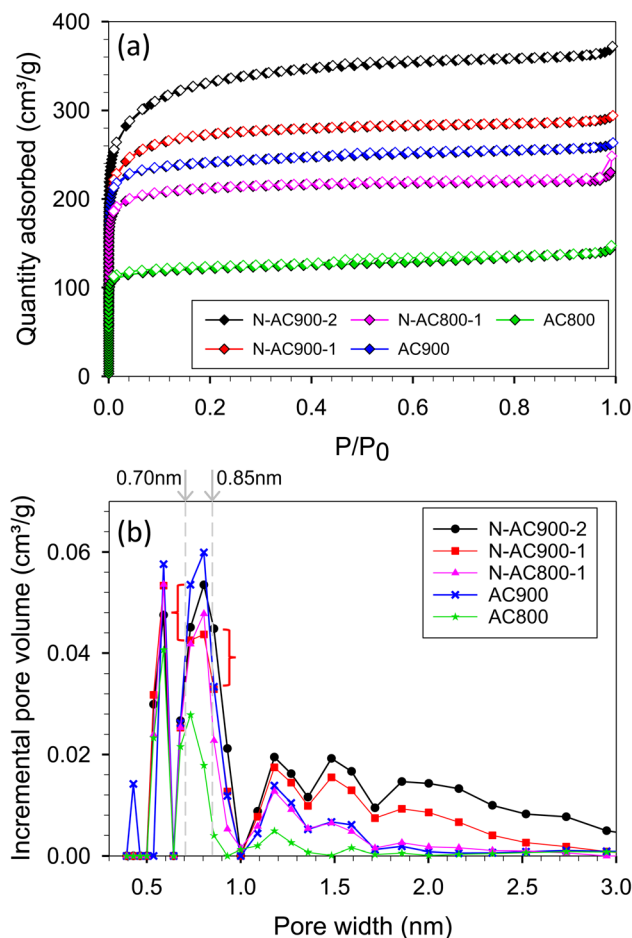 (a)
Quantity adsorbed (cm³/g)
400
300
200
100
0
N-AC900-2 N-AC800-1 AC800
N-AC900-1 AC900
0.0 0.2 0.4 0.6 0.8 1.0
P/P0
0.70nm 0.85nm
(b)
Incremental pore volume (cm³/g)
0.06
0.04
0.02
0.00
N-AC900-2
N-AC900-1
N-AC800-1
AC900
AC800
0.5 1.0 1.5 2.0 2.5 3.0
Pore width (nm)